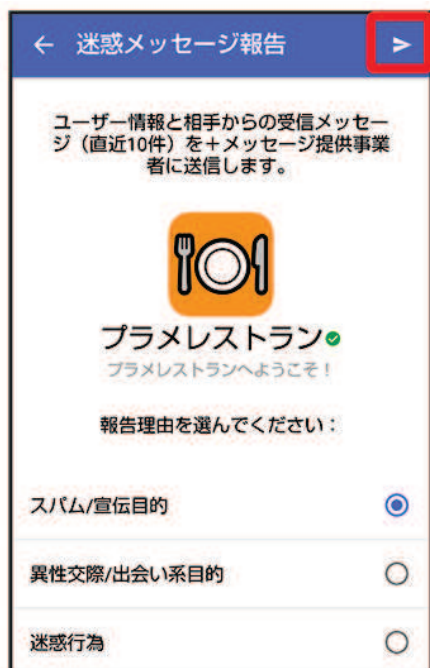 迷惑メッセージ報告
ユーザー情報と相手からの受信メッセー
ジ（直近10件）を＋メッセージ提供事業
者に送信します。
プラメレストラン
プラメレストランへようこそ！
報告理由を選んでください：
スパム/宣伝目的
異性交際/出会い系目的
迷惑行為